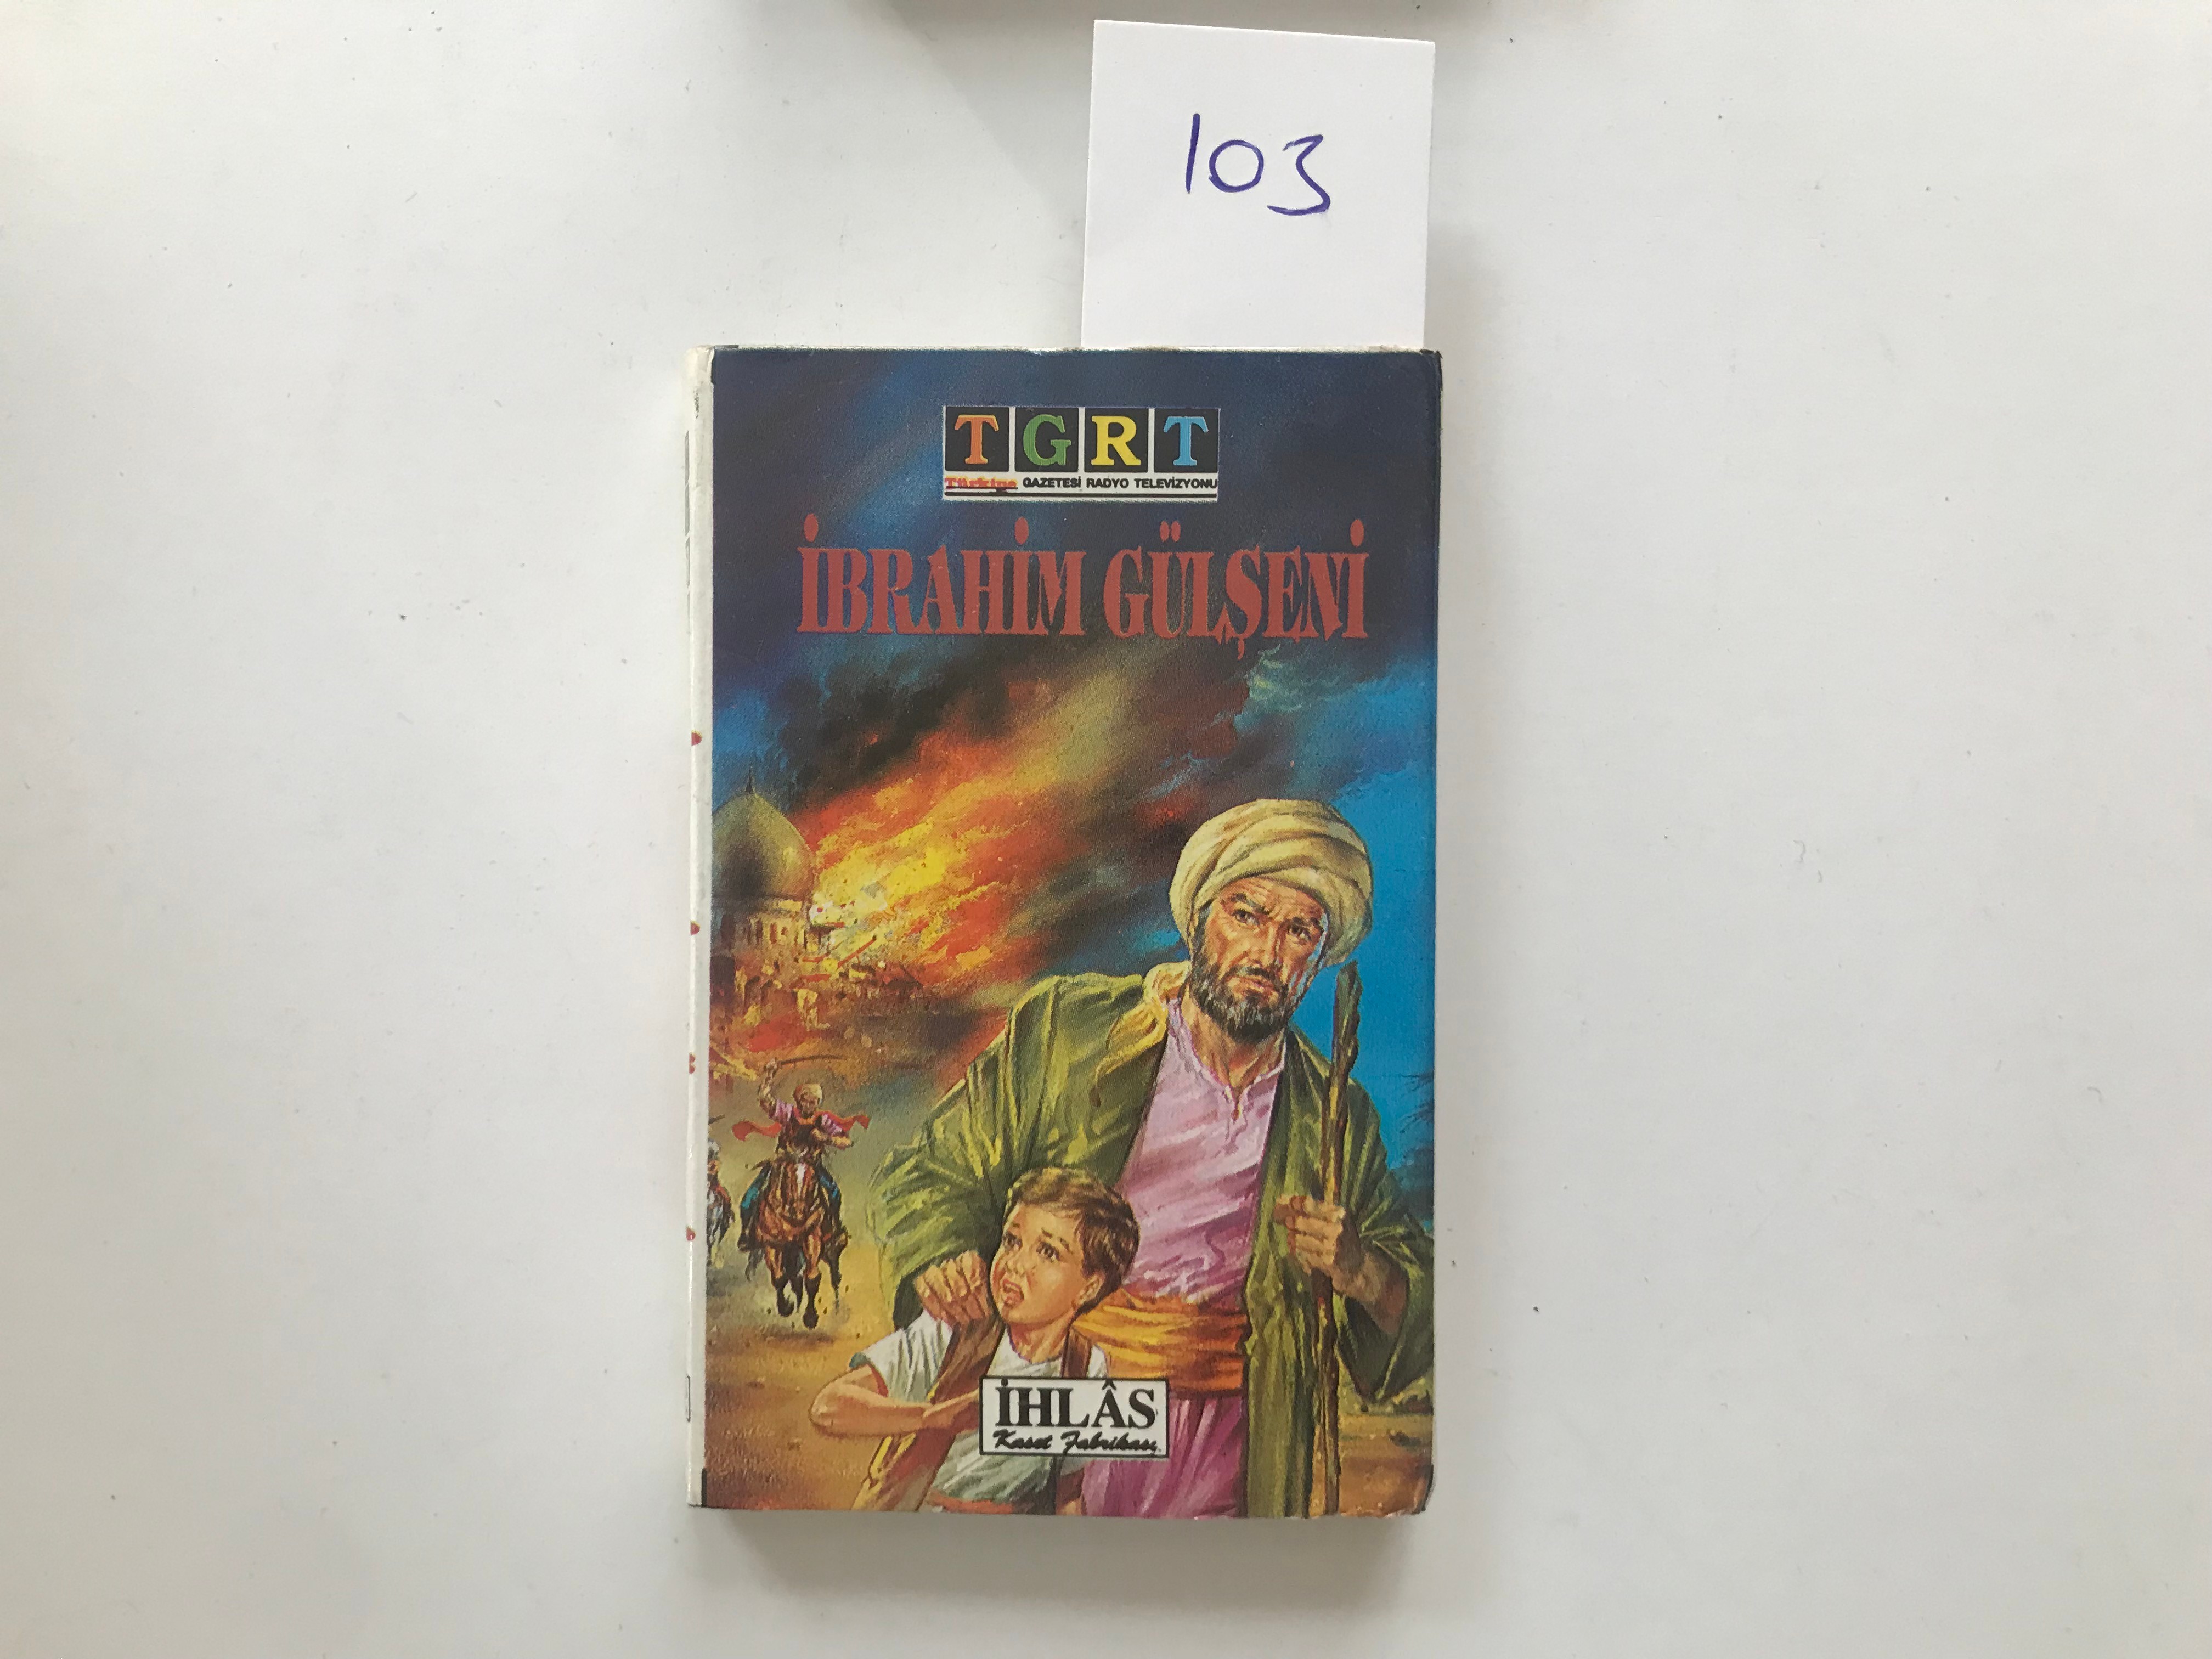 103
TGRT
Türkiye GAZETESİ RADYO TELEVİZYONU
İBRAHİM GÜLŞENİ
İHLÂS
Kaset Fabrikası